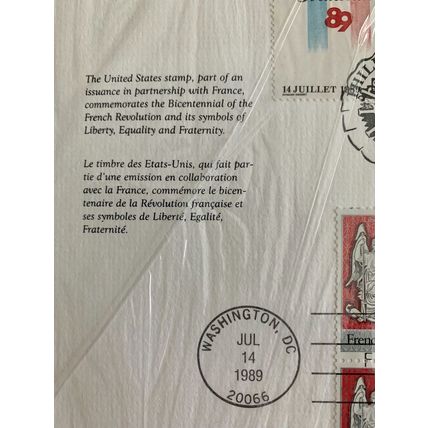 89
14 JUILLET
The United States stamp, part of an
issuance in partnership with France,
commemorates the Bicentennial of the
French Revolution and its symbols of
Liberty, Equality and Fraternity.
Le timbre des Etats-Unis, qui fait par-
tie d'une emission en collaboration
avec la France, commémore le bicen-
tenaire de la Révolution française et
ses symboles de Liberté, Egalité,
Fraternité.
WASHINGTON, DC
JUL
14
1989
20066